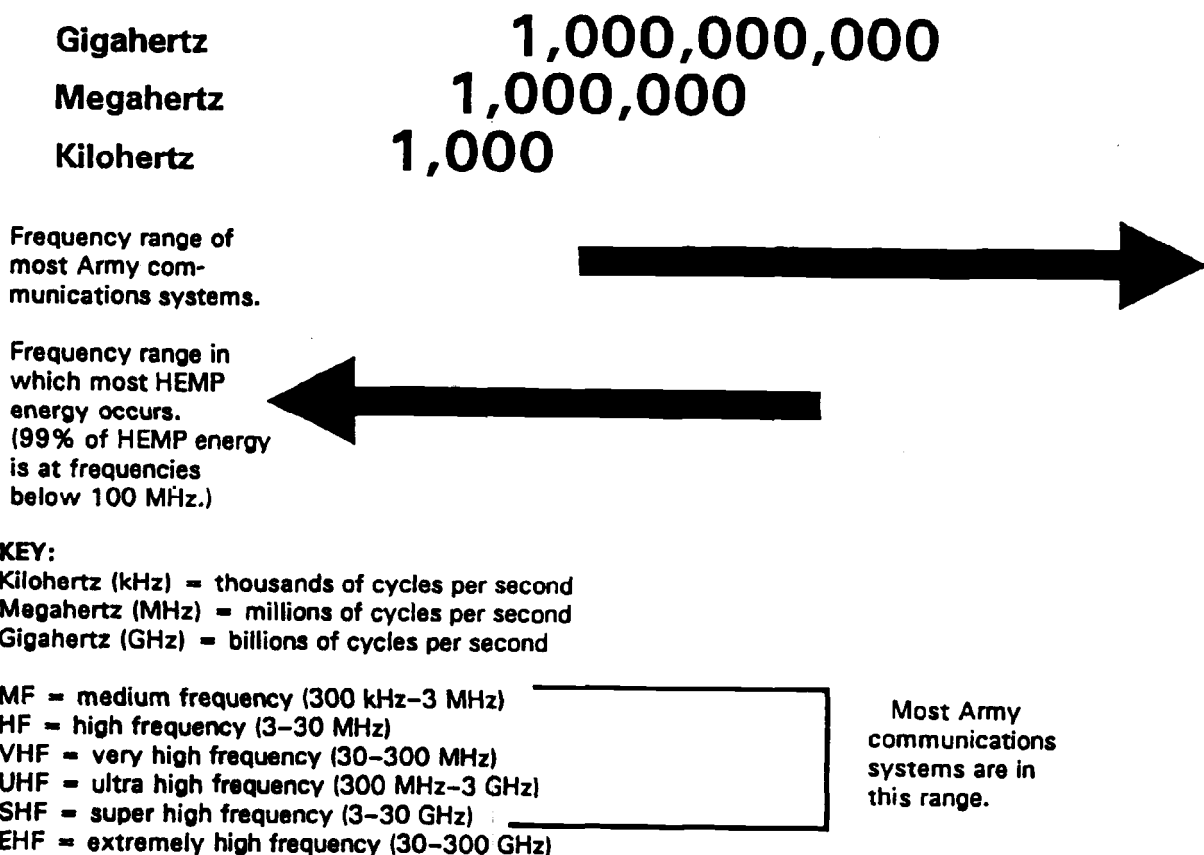 Gigahertz 1,000,000,000
Megahertz 1,000,000
Kilohertz 1,000
Frequency range of
most Army com-
munications systems.
Frequency range in
which most HEMP
energy occurs.
(99% of HEMP energy
is at frequencies
below 100 MHz.)
KEY:
Kilohertz (kHz) = thousands of cycles per second
Megahertz (MHz) = millions of cycles per second
Gigahertz (GHz) = billions of cycles per second
MF = medium frequency (300 kHz–3 MHz)
HF = high frequency (3–30 MHz)
VHF = very high frequency (30–300 MHz)
UHF = ultra high frequency (300 MHz–3 GHz)
SHF = super high frequency (3–30 GHz)
EHF = extremely high frequency (30–300 GHz)
Most Army
communications
systems are in
this range.